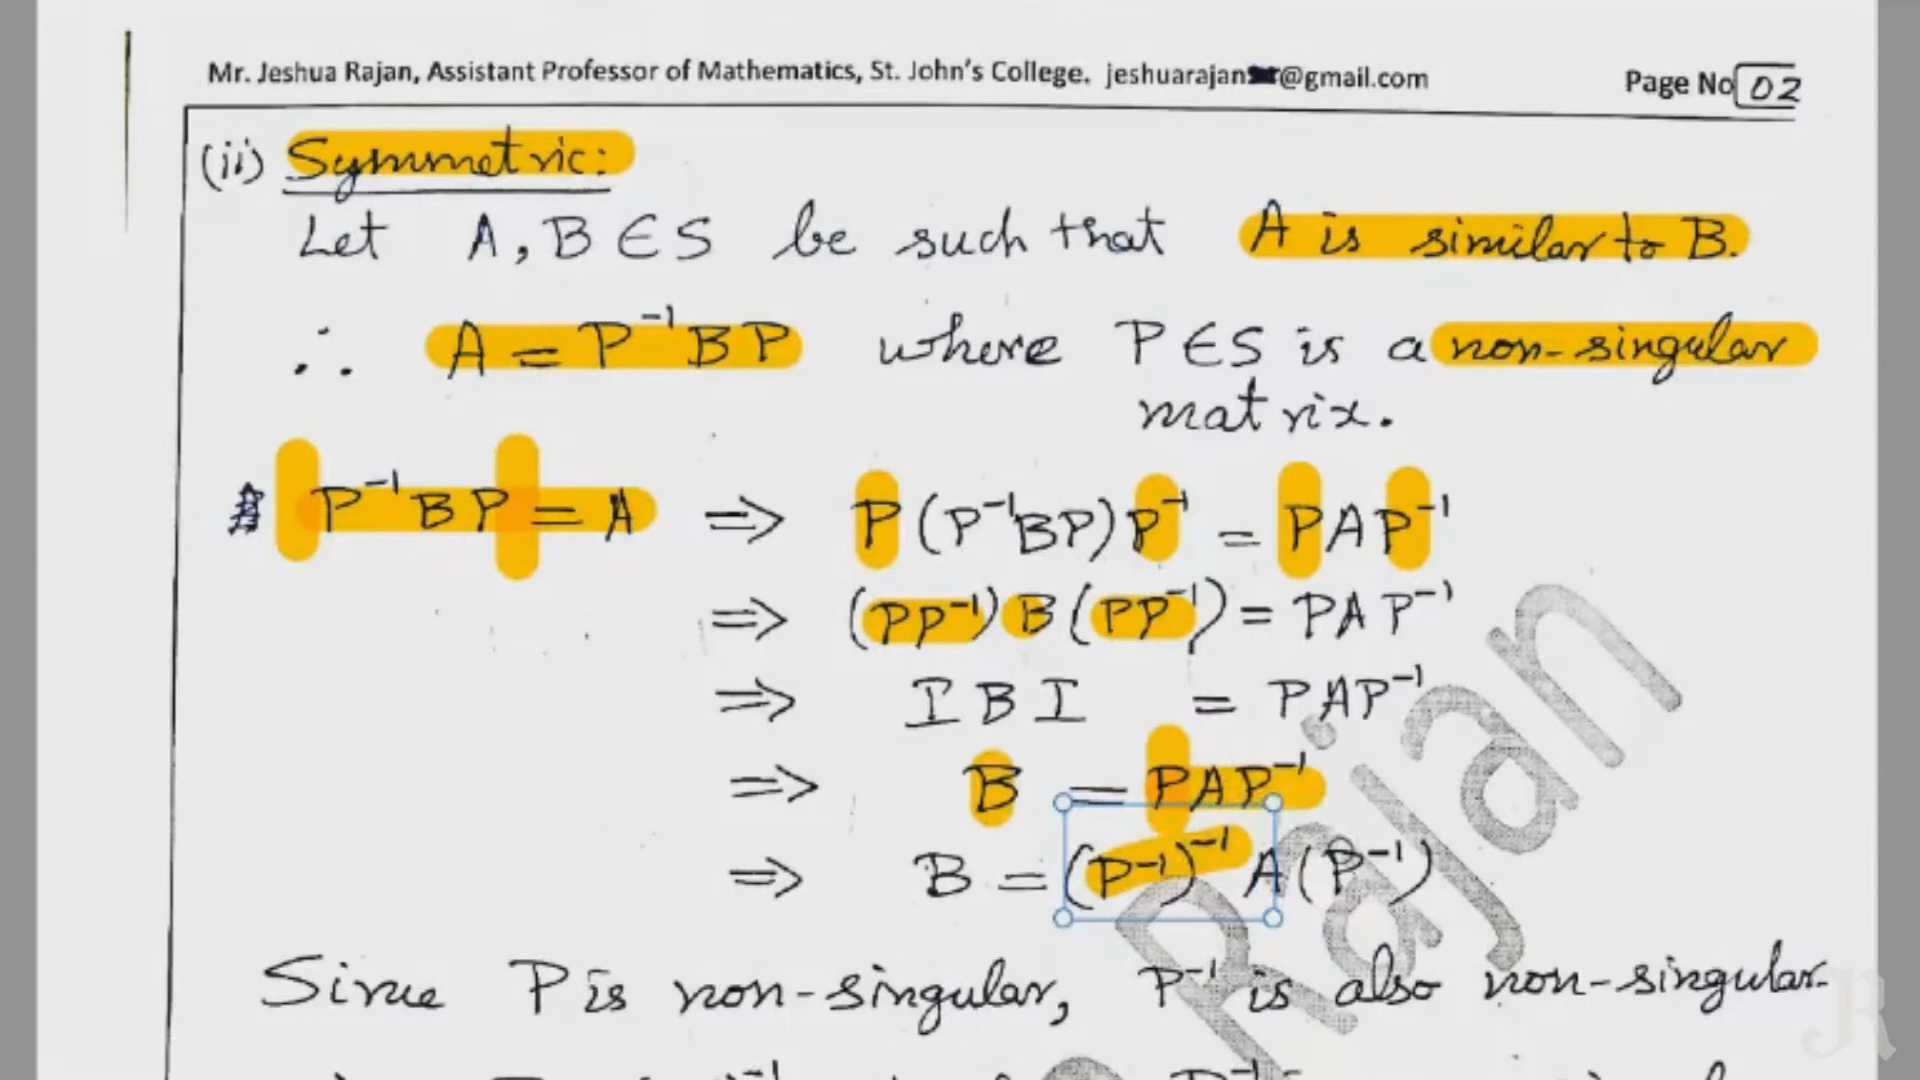 Mr. Jeshua Rajan, Assistant Professor of Mathematics, St. John's College. jeshuarajan@gmail.com Page No 02
(ii) Symmetric:
Let A, B ∈ S be such that A is similar to B.
∴ A = P⁻¹BP where P ∈ S is a non-singular
matrix.
P⁻¹BP = A ⇒ P(P⁻¹BP)P⁻¹ = PAP⁻¹
⇒ (PP⁻¹)B(PP⁻¹) = PAP⁻¹
⇒ IBI = PAP⁻¹
⇒ B = PAP⁻¹
⇒ B = (P⁻¹)⁻¹A(P⁻¹)
Since P is non-singular, P⁻¹ is also non-singular.
Rajan
JR